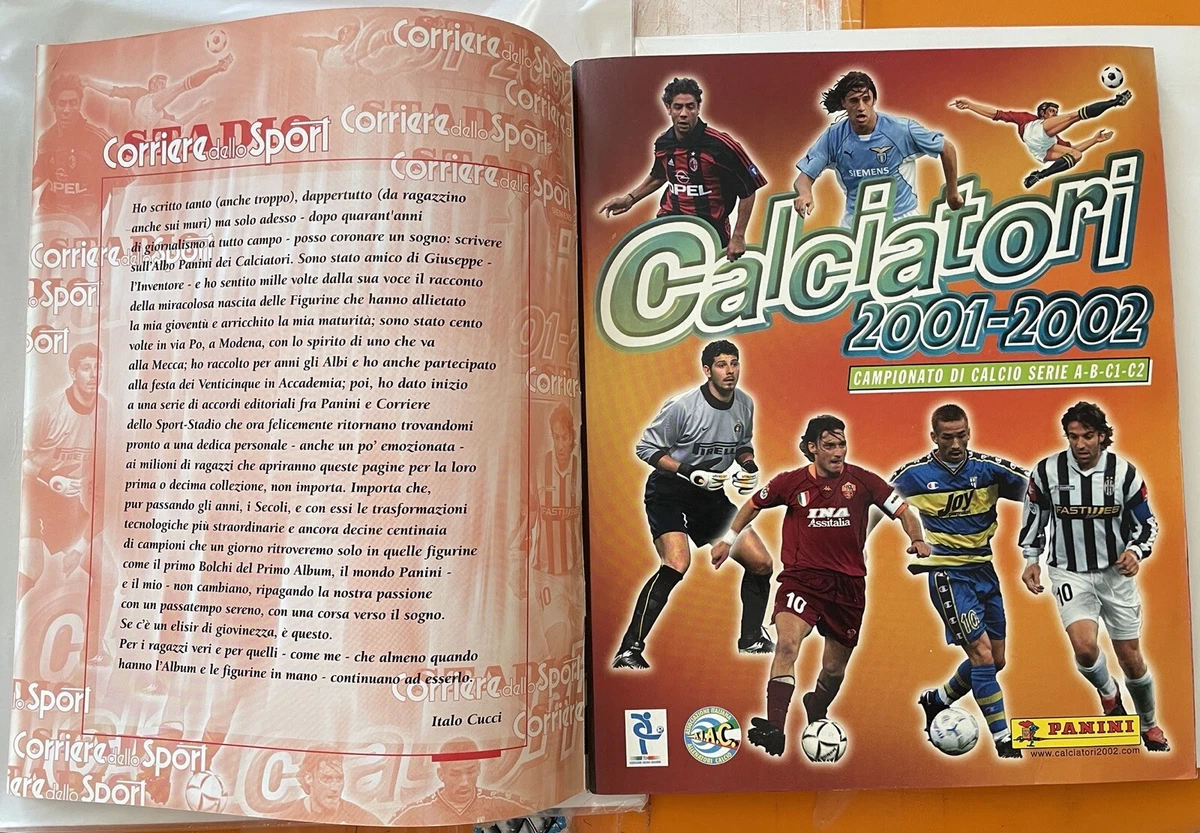 Corriere dello Sport
STADIO
Ho scritto tanto (anche troppo), dappertutto (da ragazzino
anche sui muri) ma solo adesso - dopo quarant'anni
di giornalismo a tutto campo - posso coronare un sogno: scrivere
sull'Albo Panini dei Calciatori. Sono stato amico di Giuseppe -
l'Inventore - e ho sentito mille volte dalla sua voce il racconto
della miracolosa nascita delle Figurine che hanno allietato
la mia gioventù e arricchito la mia maturità; sono stato cento
volte in via Po, a Modena, con lo spirito di uno che va
alla Mecca; ho raccolto per anni gli Albi e ho anche partecipato
alla festa dei Venticinque in Accademia; poi, ho dato inizio
a una serie di accordi editoriali fra Panini e Corriere
dello Sport-Stadio che ora felicemente ritornano trovandomi
pronto a una dedica personale - anche un po' emozionata -
ai milioni di ragazzi che apriranno queste pagine per la loro
prima o decima collezione, non importa. Importa che,
pur passando gli anni, i Secoli, e con essi le trasformazioni
tecnologiche più straordinarie e ancora decine centinaia
di campioni che un giorno ritroveremo solo in quelle figurine
come il primo Bolchi del Primo Album, il mondo Panini -
e il mio - non cambiano, ripagando la nostra passione
con un passatempo sereno, con una corsa verso il sogno.
Se c'è un elisir di giovinezza, è questo.
Per i ragazzi veri e per quelli - come me - che almeno quando
hanno l'Album e le figurine in mano - continuano ad esserlo.
Italo Cucci
OPEL
SIEMENS
Calciatori
2001-2002
CAMPIONATO DI CALCIO SERIE A-B-C1-C2
PIRELLI
INA
Assitalia
10
Joy
10
FASTWEB
10
A.I.C.
PANINI
www.calciatori2002.com